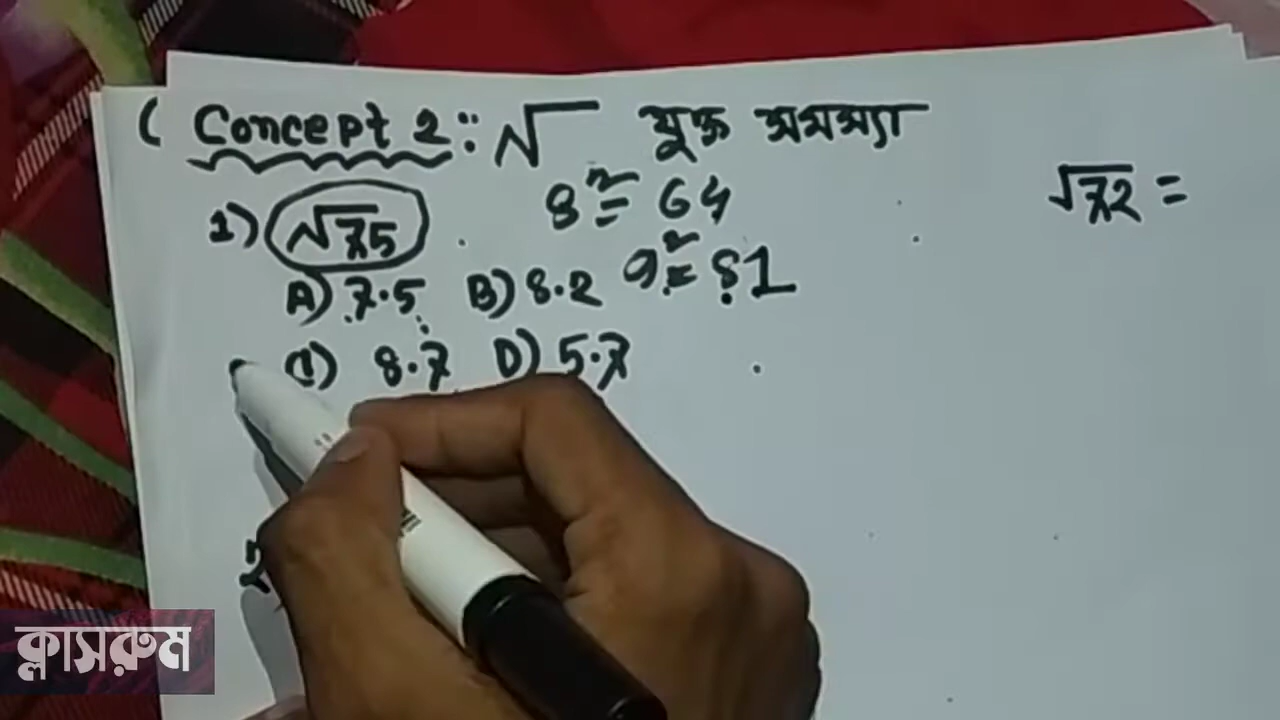 ( Concept 2 :: √ যুক্ত সমস্যা
1) √75 8² = 64 √72 =
9² = 81
A) 7.5 B) 8.2
C) 8.7 D) 5.7
2
ক্লাসরুম